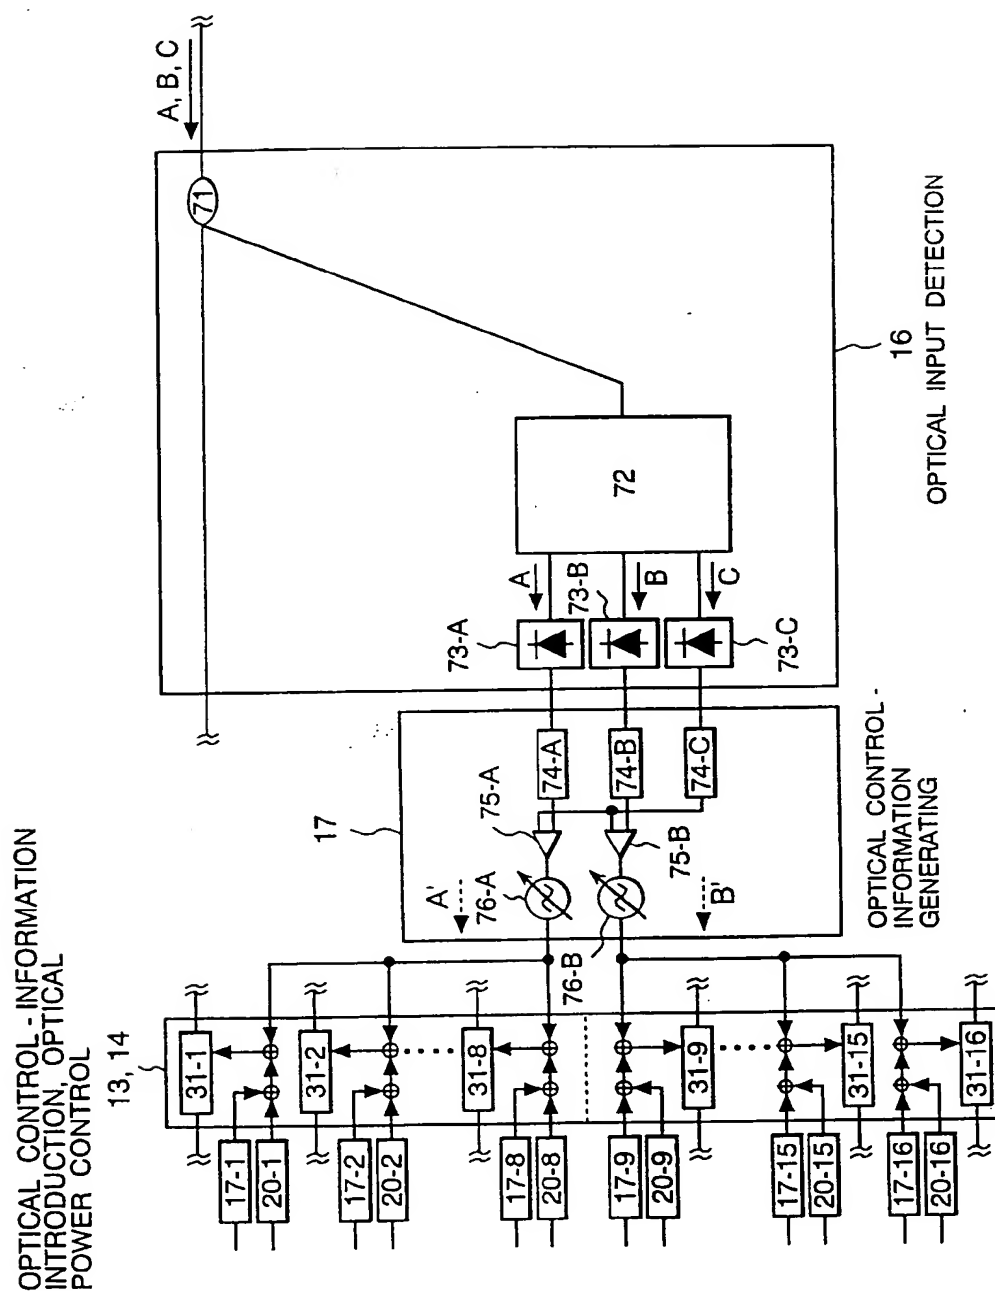 OPTICAL CONTROL - INFORMATION
INTRODUCTION, OPTICAL
POWER CONTROL
13, 14
17-1
20-1
17-2
20-2
17-8
20-8
17-9
20-9
17-15
20-15
17-16
20-16
31-1
31-2
31-8
31-9
31-15
31-16
17
A'
B'
76-A
76-B
75-A
75-B
74-A
74-B
74-C
OPTICAL CONTROL -
INFORMATION
GENERATING
73-A
73-B
73-C
A
B
C
72
71
A, B, C
16
OPTICAL INPUT DETECTION